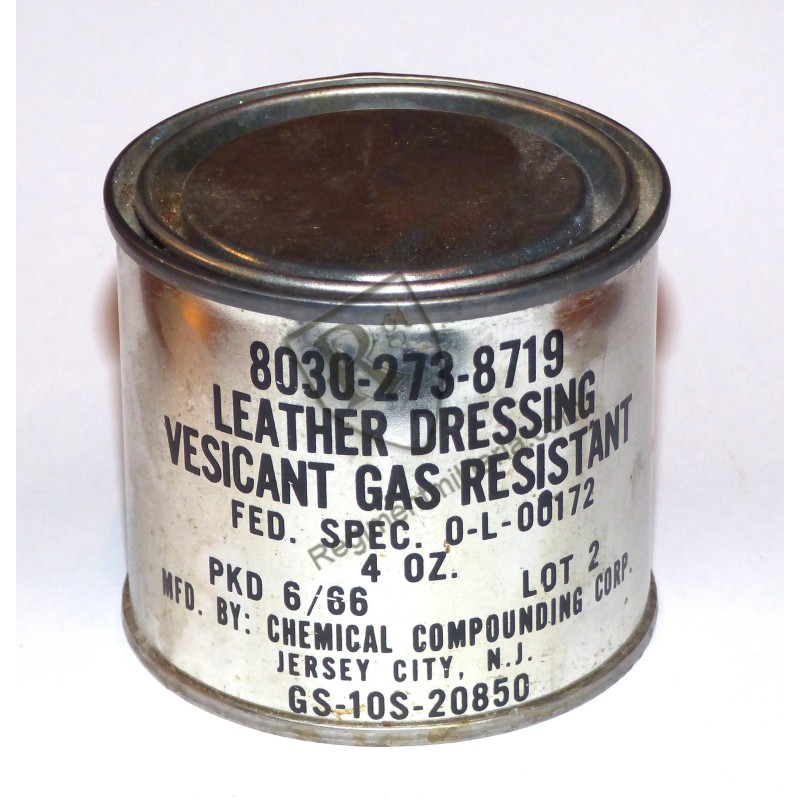 8030-273-8719
LEATHER DRESSING
VESICANT GAS RESISTANT
FED. SPEC. O-L-00172
4 OZ.
PKD 6/66 LOT 2
MFD. BY: CHEMICAL COMPOUNDING CORP.
JERSEY CITY, N.J.
GS-10S-20850